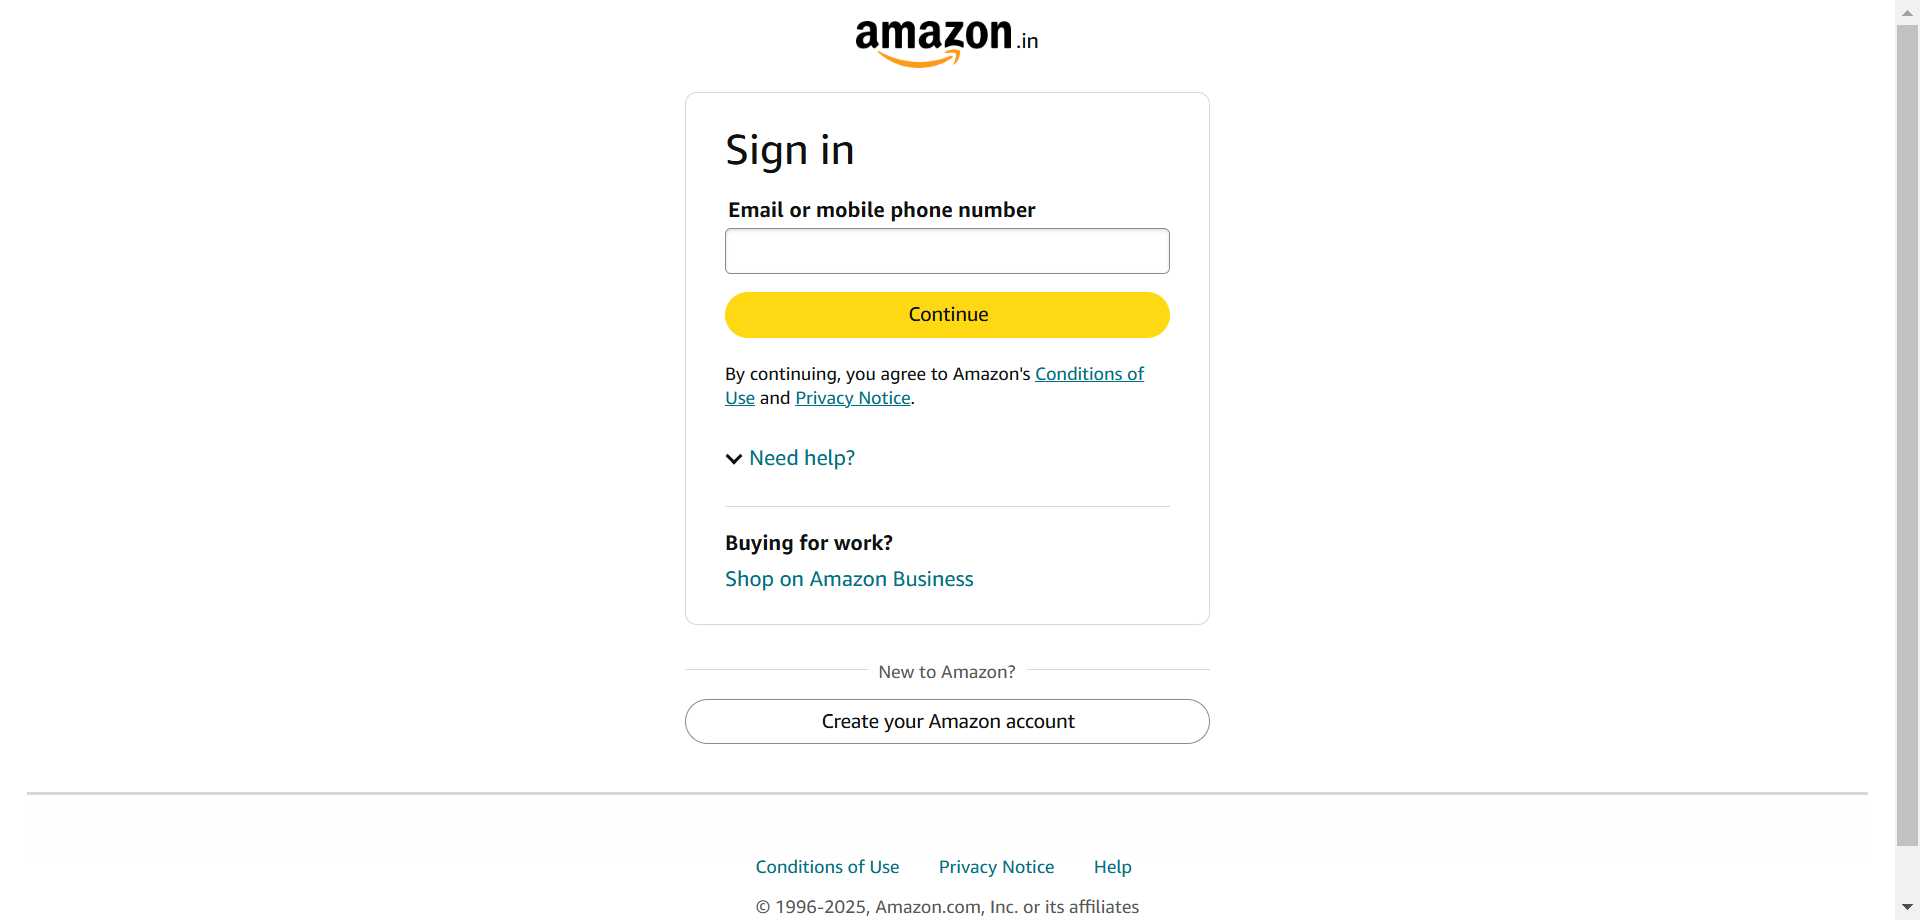 amazon.in
Sign in
Email or mobile phone number
Continue
By continuing, you agree to Amazon's Conditions of
Use and Privacy Notice.
Need help?
Buying for work?
Shop on Amazon Business
New to Amazon?
Create your Amazon account
Conditions of Use Privacy Notice Help
© 1996-2025, Amazon.com, Inc. or its affiliates